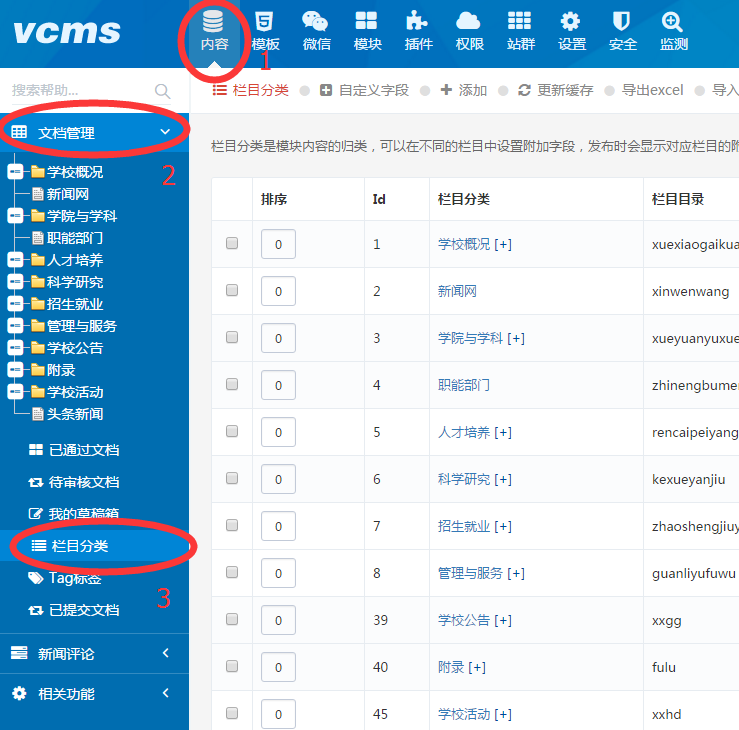 vcms
内容 模板 微信 模块 插件 权限 站群 设置 安全 监测
1
搜索帮助...
栏目分类 自定义字段 添加 更新缓存 导出excel 导入
文档管理
2
栏目分类是模块内容的归类，可以在不同的栏目中设置附加字段，发布时会显示对应栏目的附
学校概况
新闻网
学院与学科
职能部门
人才培养
科学研究
招生就业
管理与服务
学校公告
附录
学校活动
头条新闻
已通过文档
待审核文档
我的草稿箱
栏目分类
3
Tag标签
已提交文档
新闻评论
相关功能
排序 Id 栏目分类 栏目目录
0 1 学校概况 [+] xuexiaogaikua
0 2 新闻网 xinwenwang
0 3 学院与学科 [+] xueyuanyuxue
0 4 职能部门 zhinengbumen
0 5 人才培养 [+] rencaipeiyang
0 6 科学研究 [+] kexueyanjiu
0 7 招生就业 [+] zhaoshengjiuy
0 8 管理与服务 [+] guanliyufuwu
0 39 学校公告 [+] xxgg
0 40 附录 [+] fulu
0 45 学校活动 [+] xxhd